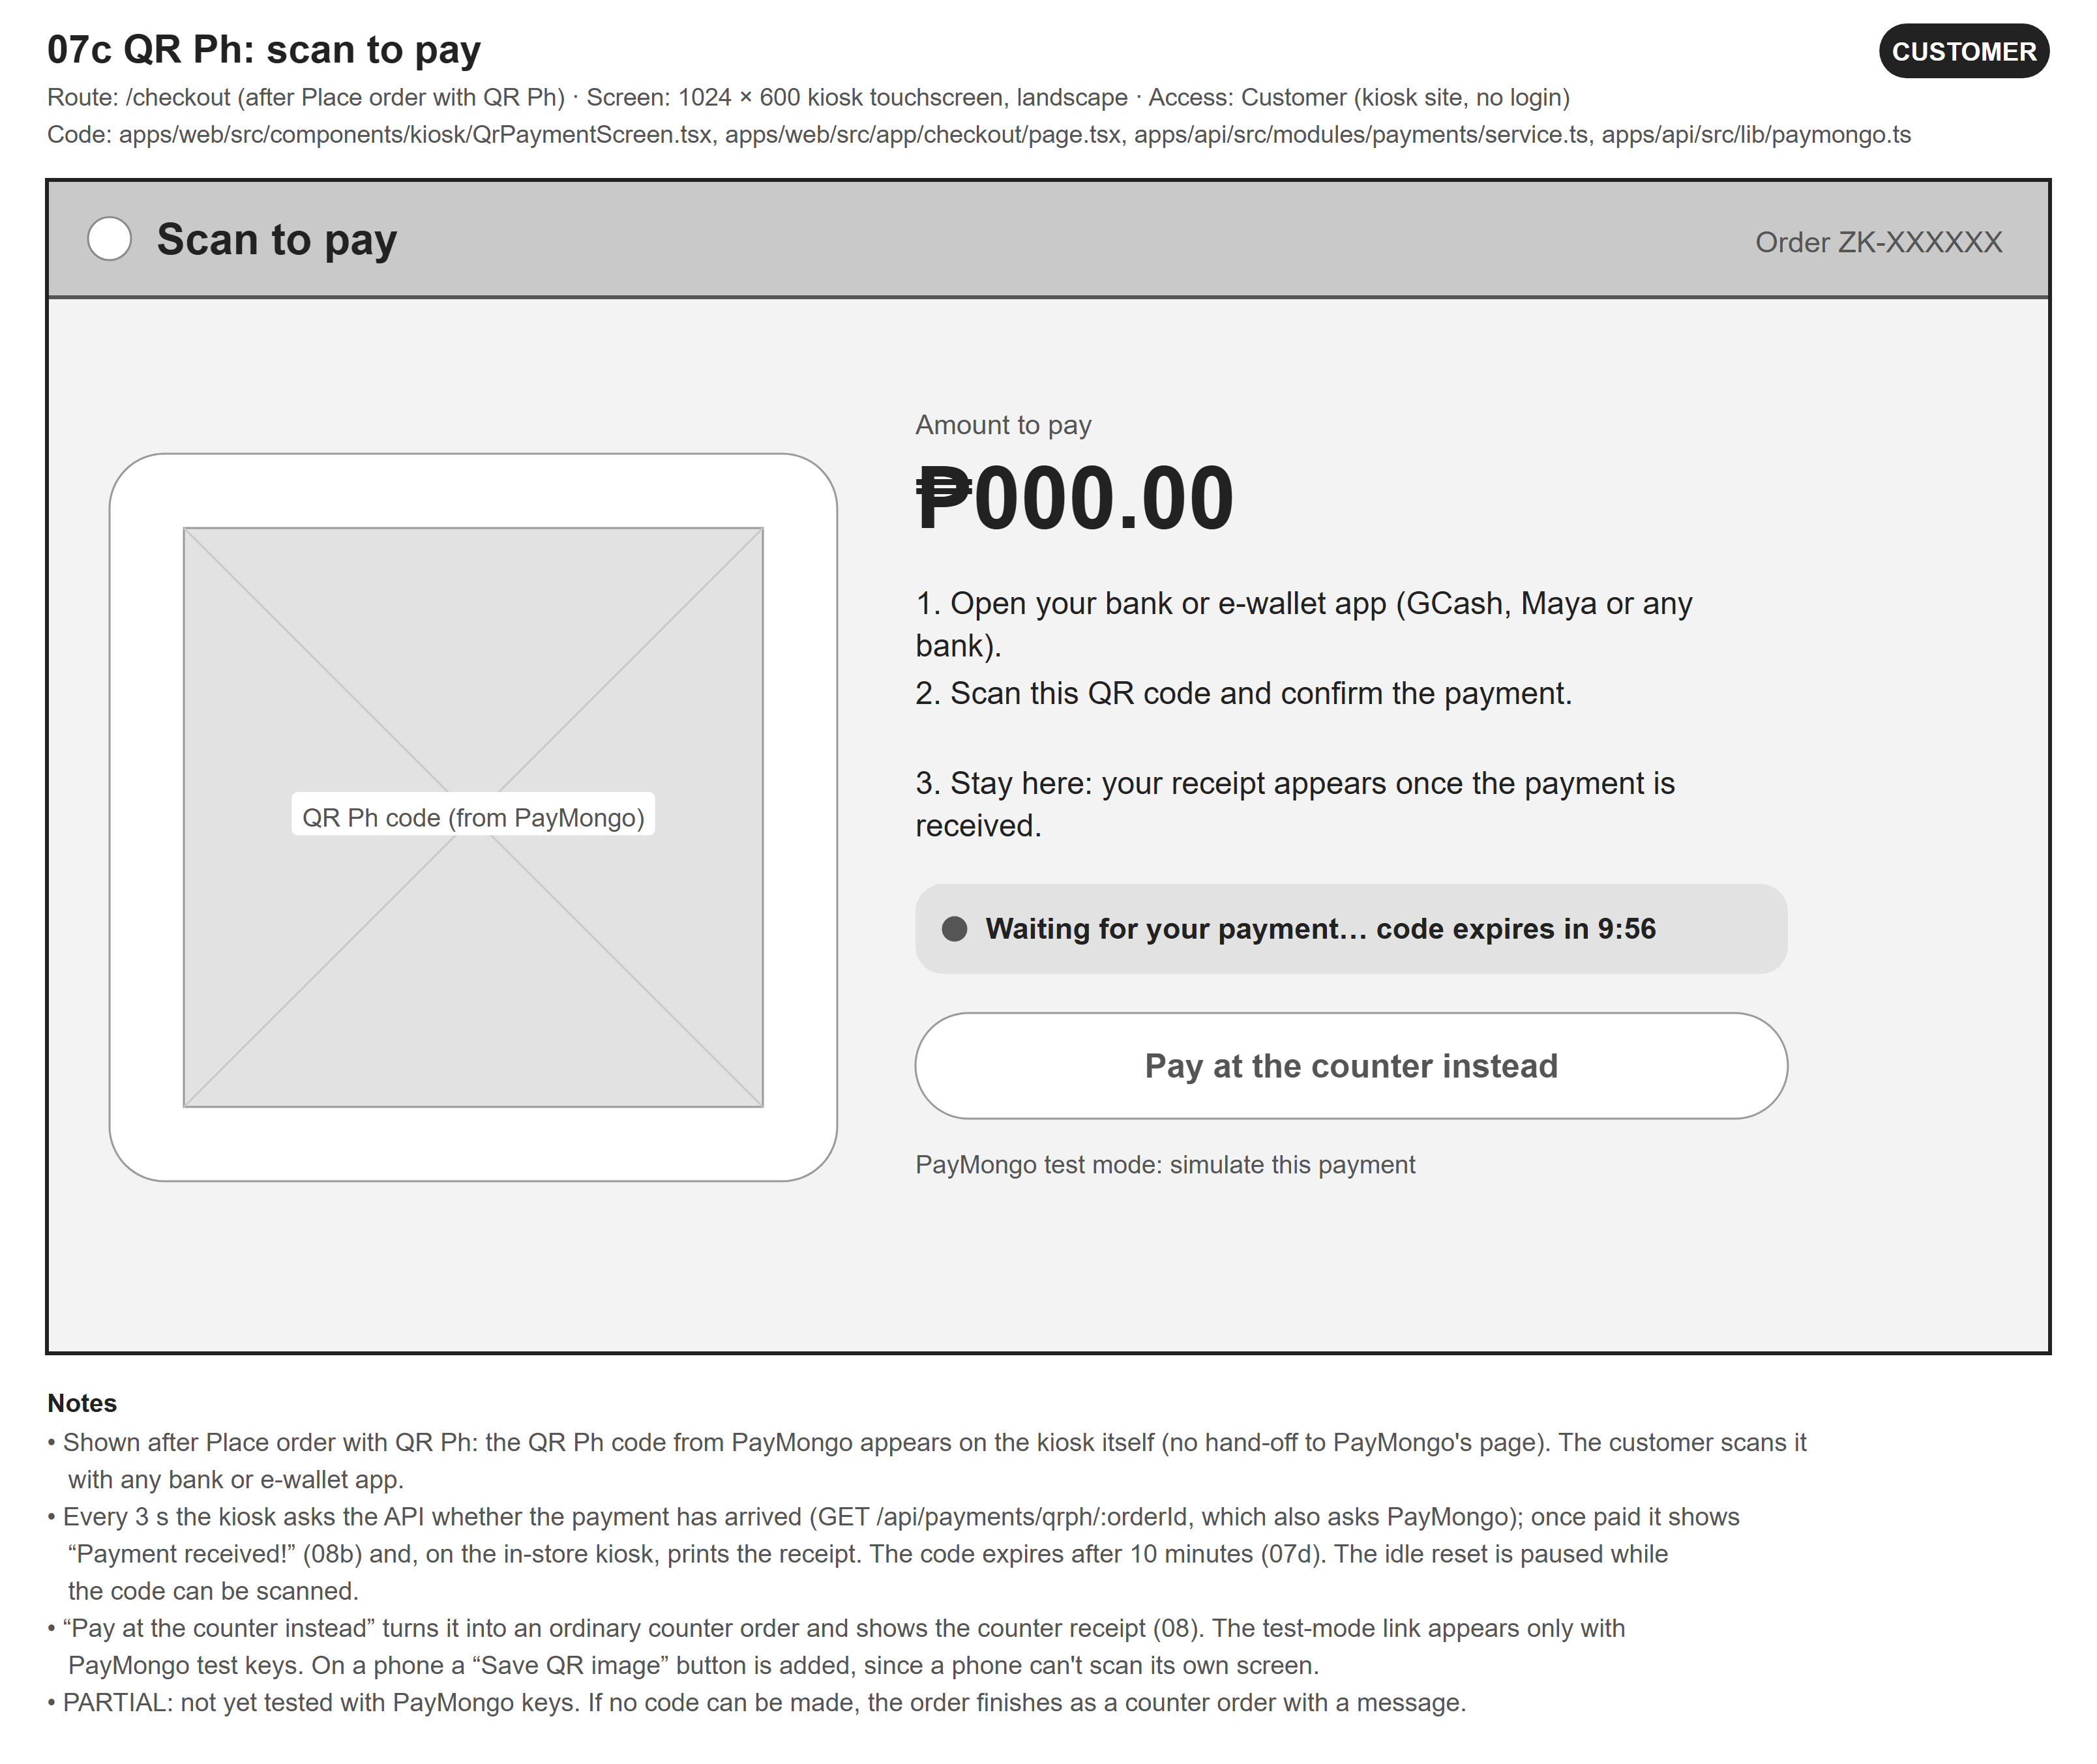 07c QR Ph: scan to pay
CUSTOMER
Route: /checkout (after Place order with QR Ph) · Screen: 1024 × 600 kiosk touchscreen, landscape · Access: Customer (kiosk site, no login)
Code: apps/web/src/components/kiosk/QrPaymentScreen.tsx, apps/web/src/app/checkout/page.tsx, apps/api/src/modules/payments/service.ts, apps/api/src/lib/paymongo.ts
Scan to pay
Order ZK-XXXXXX
QR Ph code (from PayMongo)
Amount to pay
₱000.00
1. Open your bank or e-wallet app (GCash, Maya or any
bank).
2. Scan this QR code and confirm the payment.
3. Stay here: your receipt appears once the payment is
received.
Waiting for your payment… code expires in 9:56
Pay at the counter instead
PayMongo test mode: simulate this payment
Notes
• Shown after Place order with QR Ph: the QR Ph code from PayMongo appears on the kiosk itself (no hand-off to PayMongo's page). The customer scans it
with any bank or e-wallet app.
• Every 3 s the kiosk asks the API whether the payment has arrived (GET /api/payments/qrph/:orderId, which also asks PayMongo); once paid it shows
“Payment received!” (08b) and, on the in-store kiosk, prints the receipt. The code expires after 10 minutes (07d). The idle reset is paused while
the code can be scanned.
• “Pay at the counter instead” turns it into an ordinary counter order and shows the counter receipt (08). The test-mode link appears only with
PayMongo test keys. On a phone a “Save QR image” button is added, since a phone can't scan its own screen.
• PARTIAL: not yet tested with PayMongo keys. If no code can be made, the order finishes as a counter order with a message.